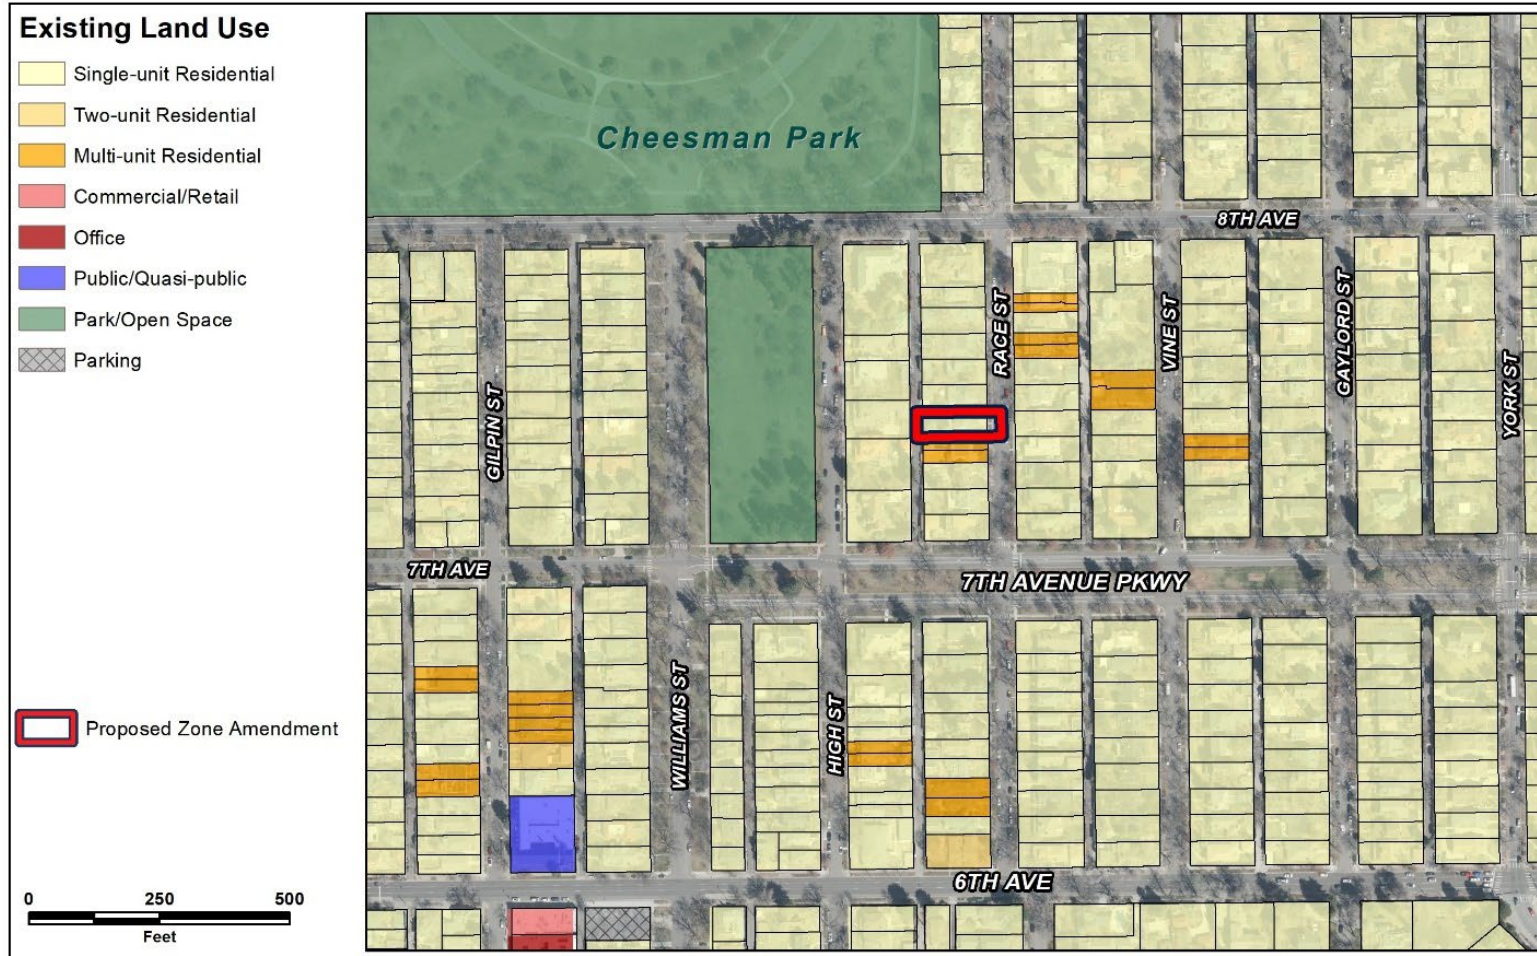 Existing Land Use
Single-unit Residential
Two-unit Residential
Multi-unit Residential
Commercial/Retail
Office
Public/Quasi-public
Park/Open Space
Parking
Proposed Zone Amendment
0 250 500
Feet
Cheesman Park
8TH AVE
RACE ST
VINE ST
GAYLORD ST
YORK ST
GILPIN ST
7TH AVE
7TH AVENUE PKWY
WILLIAMS ST
HIGH ST
6TH AVE